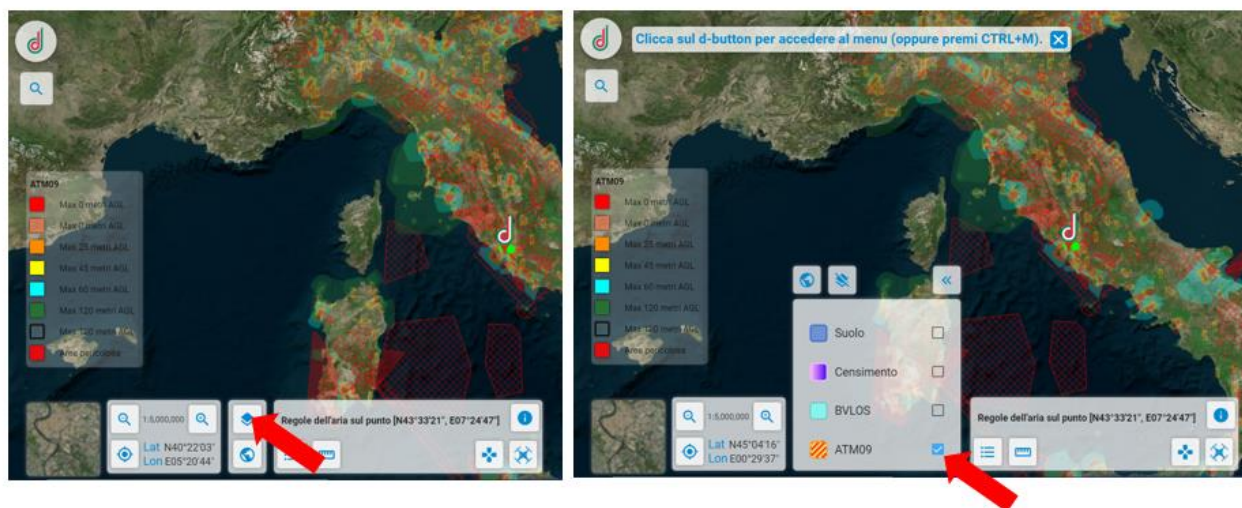 ATM09
Max 0 metri AGL
Max 0 metri AGL
Max 25 metri AGL
Max 45 metri AGL
Max 60 metri AGL
Max 120 metri AGL
Max 120 metri AGL
Aree pericolose
1:5,000,000
Lat N40°22'03"
Lon E05°20'44"
Regole dell'aria sul punto [N43°33'21", E07°24'47"]
Clicca sul d-button per accedere al menu (oppure premi CTRL+M).
ATM09
Max 0 metri AGL
Max 0 metri AGL
Max 25 metri AGL
Max 45 metri AGL
Max 60 metri AGL
Max 120 metri AGL
Max 120 metri AGL
Aree pericolose
Suolo
Censimento
BVLOS
ATM09
1:5,000,000
Lat N45°04'16"
Lon E00°29'37"
Regole dell'aria sul punto [N43°33'21", E07°24'47"]